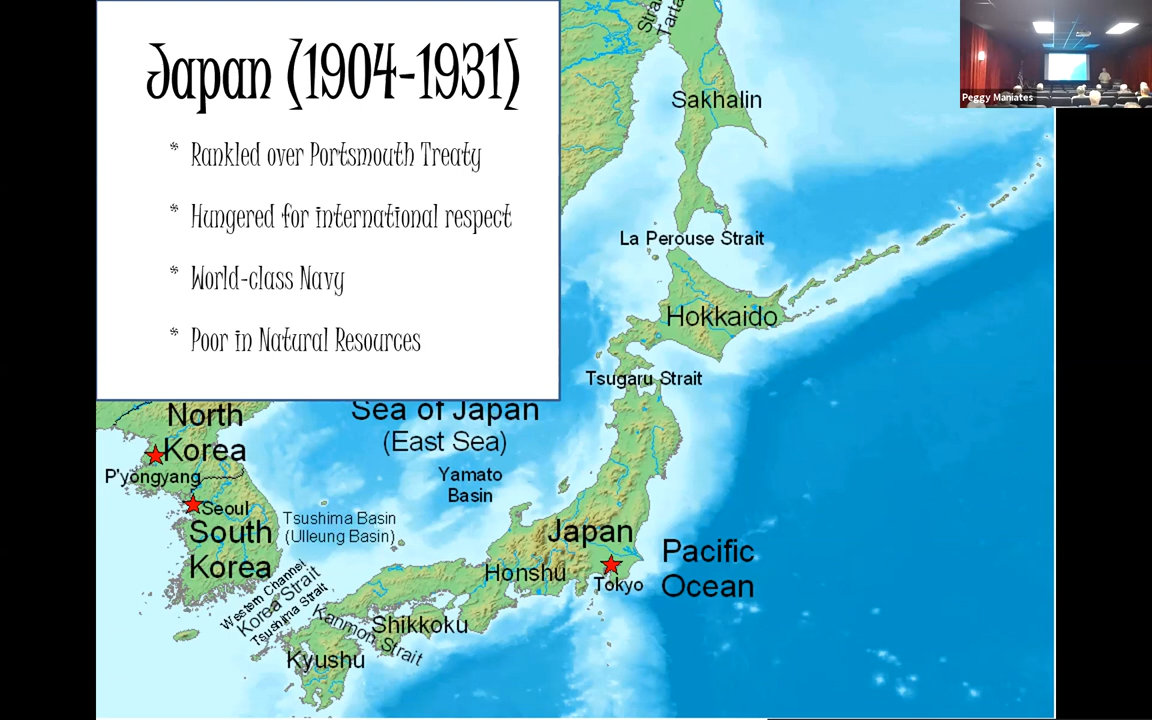 Japan (1904-1931)
* Rankled over Portsmouth Treaty
* Hungered for international respect
* World-class Navy
* Poor in Natural Resources
Peggy Maniates
Sakhalin
La Perouse Strait
Hokkaido
Tsugaru Strait
North
Korea
P'yongyang
Seoul
South
Korea
Sea of Japan
(East Sea)
Yamato
Basin
Tsushima Basin
(Ulleung Basin)
Western Channel
Korea Strait
Tsushima Strait
Kanmon Strait
Japan
Honshu
Tokyo
Pacific
Ocean
Shikkoku
Kyushu